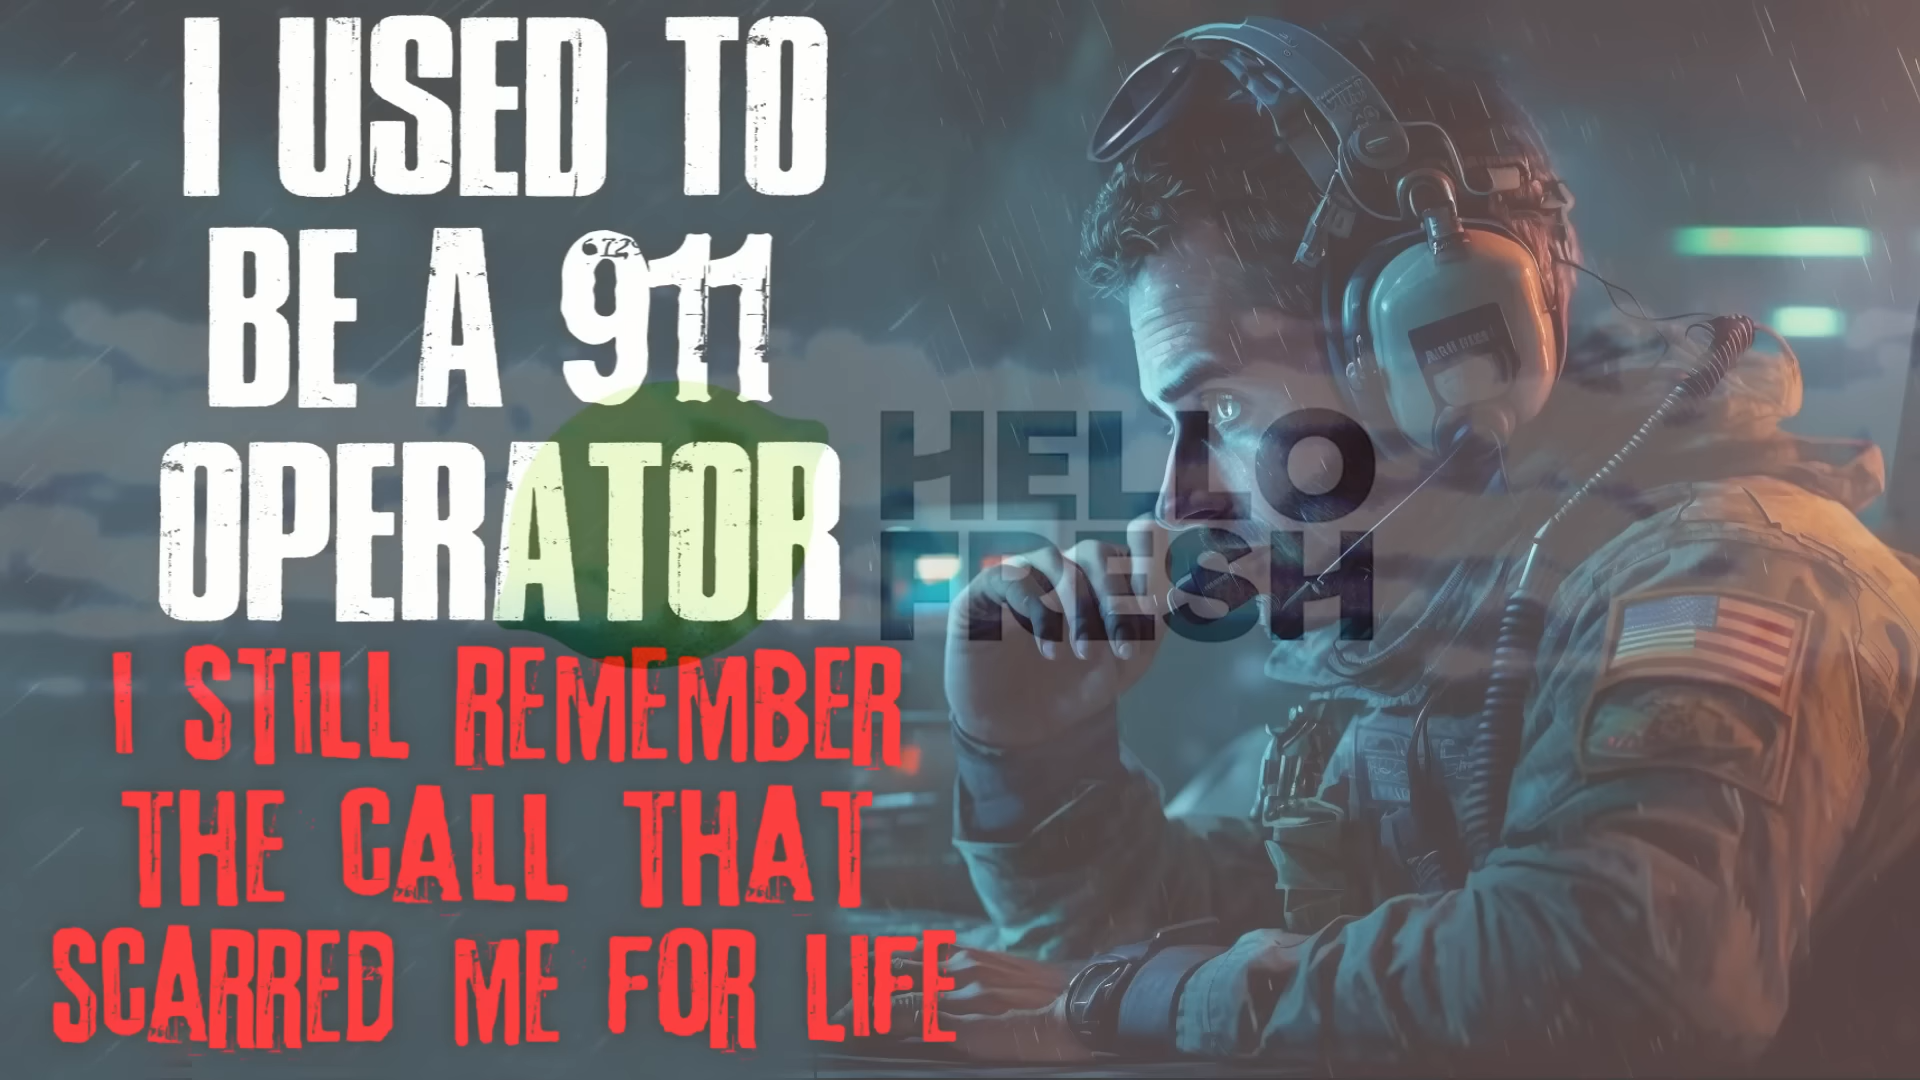 I USED TO
BE A 911
OPERATOR
HELLO
FRESH
I STILL REMEMBER
THE CALL THAT
SCARRED ME FOR LIFE